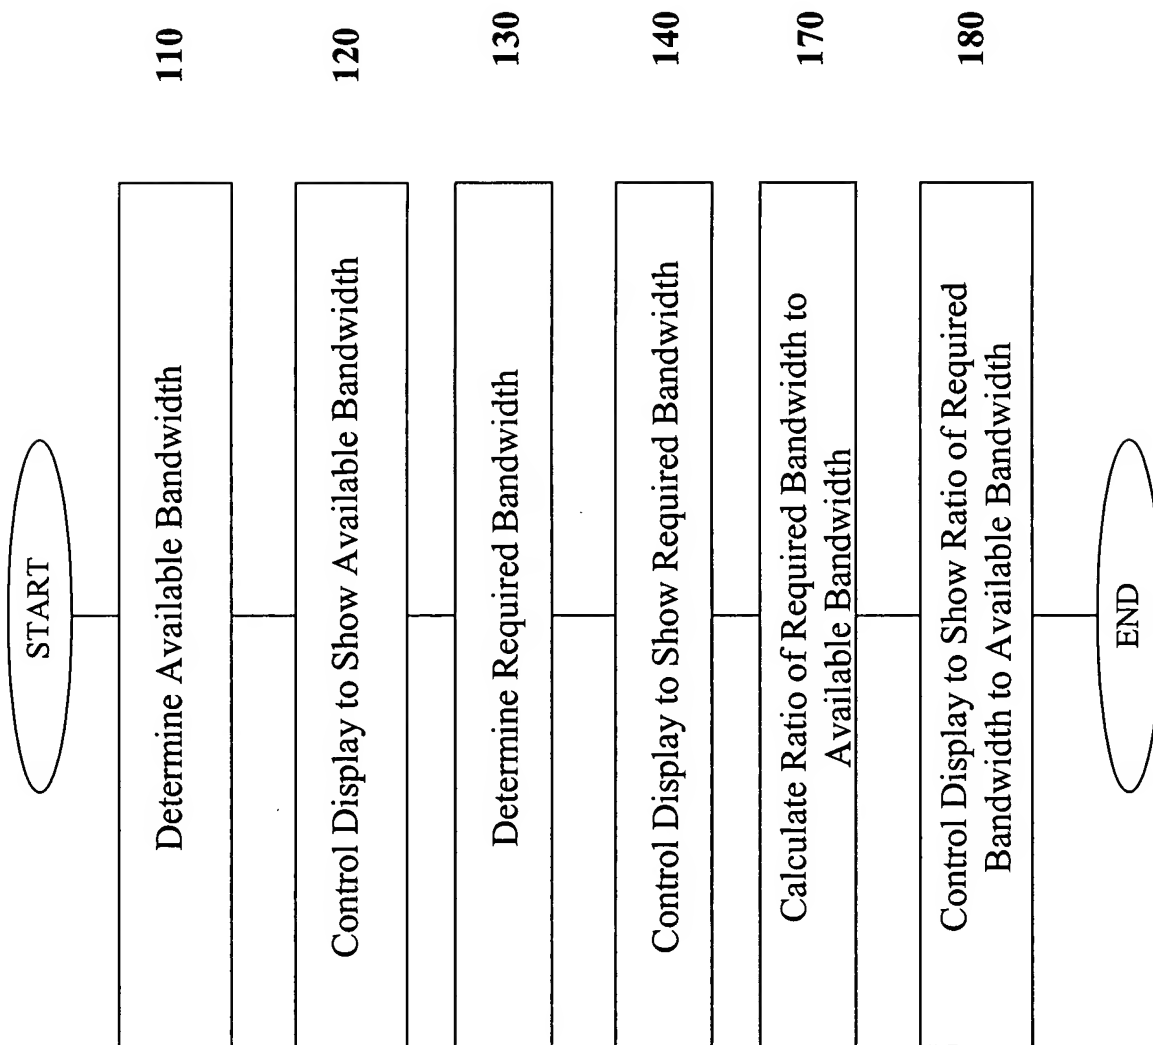 START
Determine Available Bandwidth
110
Control Display to Show Available Bandwidth
120
Determine Required Bandwidth
130
Control Display to Show Required Bandwidth
140
Calculate Ratio of Required Bandwidth to
Available Bandwidth
170
Control Display to Show Ratio of Required
Bandwidth to Available Bandwidth
180
END